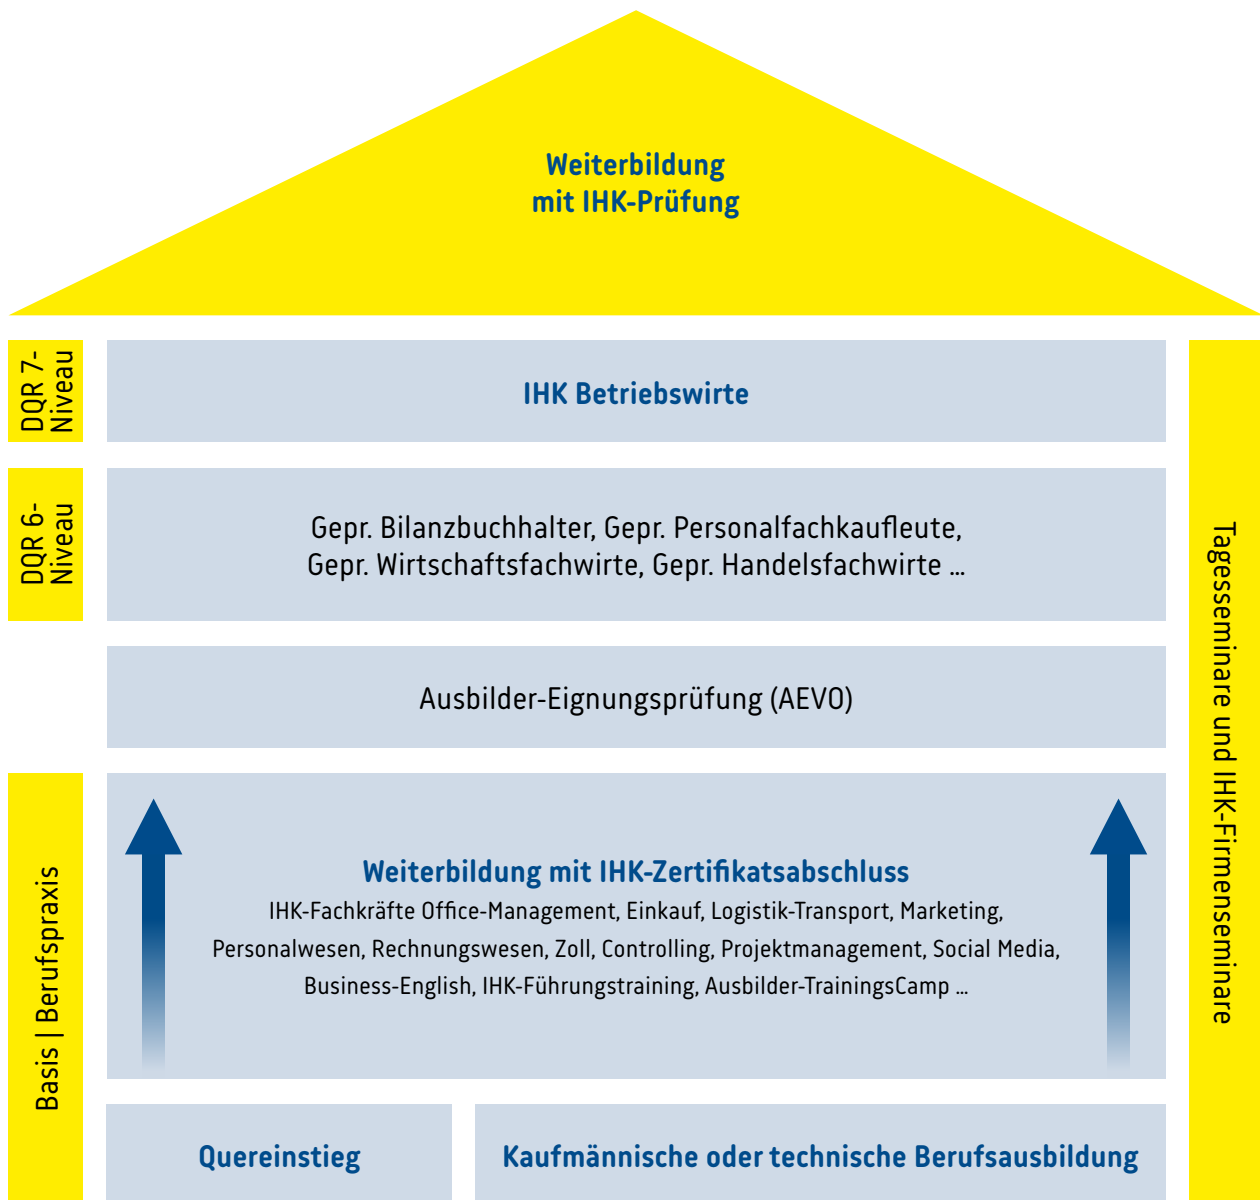 Weiterbildung
mit IHK-Prüfung
DQR 7-
Niveau
IHK Betriebswirte
DQR 6-
Niveau
Gepr. Bilanzbuchhalter, Gepr. Personalfachkaufleute,
Gepr. Wirtschaftsfachwirte, Gepr. Handelsfachwirte ...
Ausbilder-Eignungsprüfung (AEVO)
Tagesseminare und IHK-Firmenseminare
Basis | Berufspraxis
Weiterbildung mit IHK-Zertifikatsabschluss
IHK-Fachkräfte Office-Management, Einkauf, Logistik-Transport, Marketing,
Personalwesen, Rechnungswesen, Zoll, Controlling, Projektmanagement, Social Media,
Business-English, IHK-Führungstraining, Ausbilder-TrainingsCamp ...
Quereinstieg
Kaufmännische oder technische Berufsausbildung